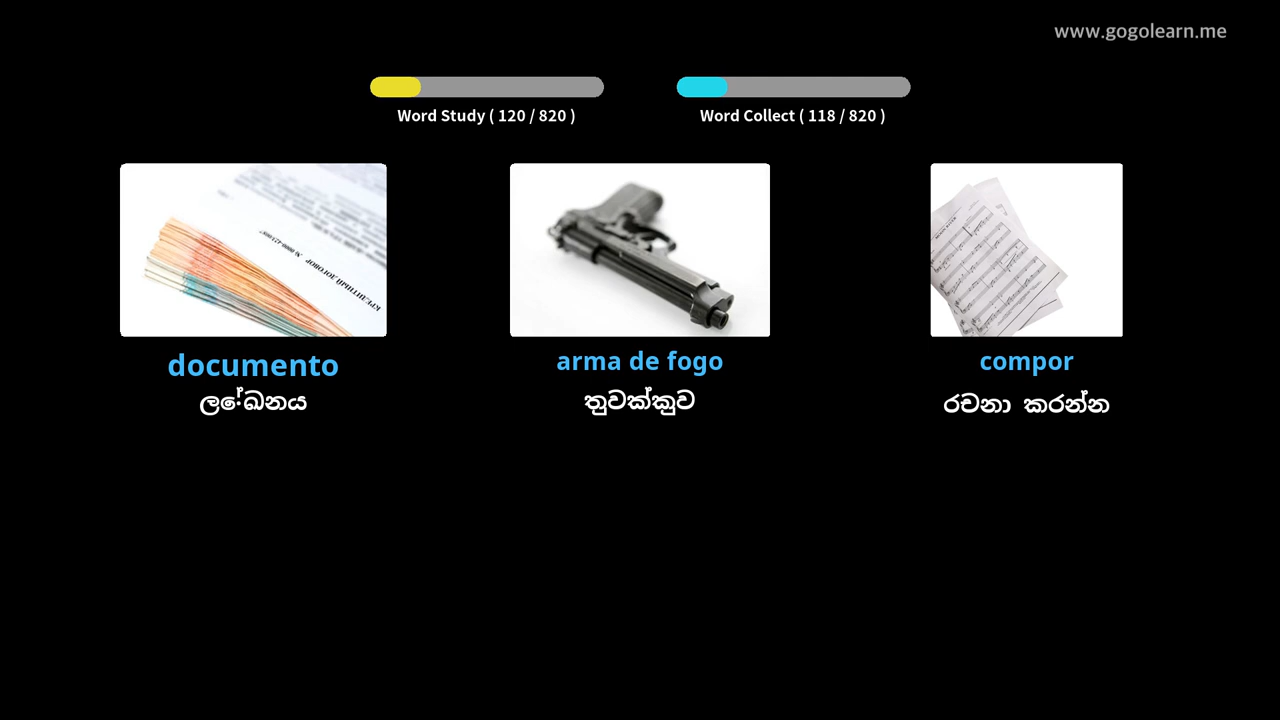 www.gogolearn.me
Word Study ( 120 / 820 )
Word Collect ( 118 / 820 )
documento
arma de fogo
compor
ලේඛනය
තුවක්කුව
රචනා කරන්න